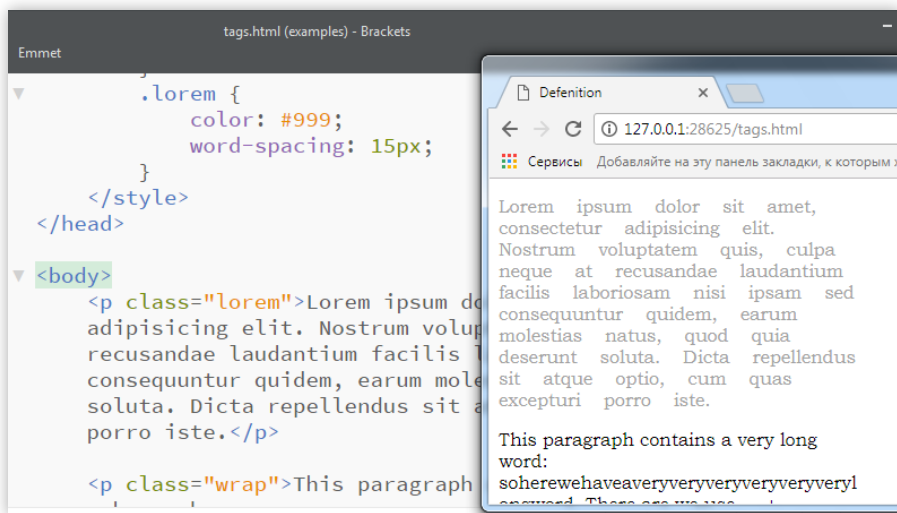 tags.html (examples) - Brackets
Emmet
}
.lorem {
color: #999;
word-spacing: 15px;
}
</style>
</head>
<body>
<p class="lorem">Lorem ipsum
adipisicing elit. Nostrum
recusandae laudantium facilis
consequuntur quidem, earum
soluta. Dicta repellendus sit
porro iste.</p>
<p class="wrap">This paragraph
Defenition
127.0.0.1:28625/tags.html
Сервисы Добавляйте на эту панель закладки, к которым
Lorem ipsum dolor sit amet,
consectetur adipisicing elit.
Nostrum voluptatem quis, culpa
neque at recusandae laudantium
facilis laboriosam nisi ipsam sed
consequuntur quidem, earum
molestias natus, quod quia
deserunt soluta. Dicta repellendus
sit atque optio, cum quas
excepturi porro iste.
This paragraph contains a very long
word:
soherewehaveaveryveryveryveryveryveryl
ongword. There are we use